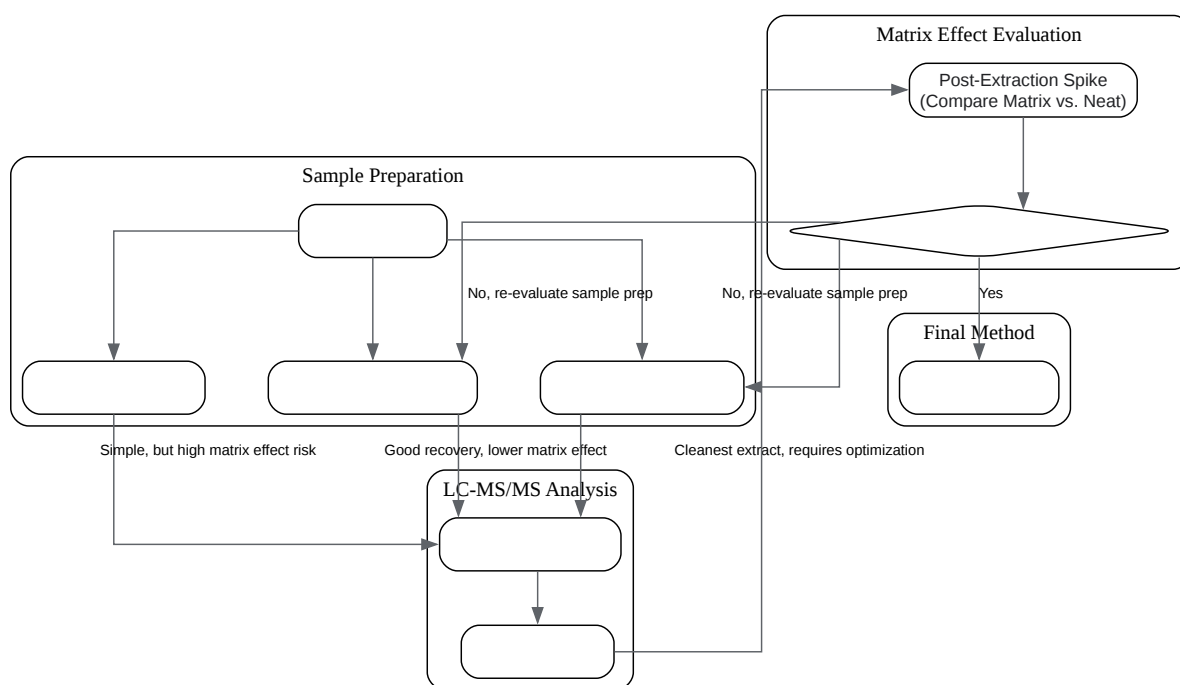 Matrix Effect Evaluation
Post-Extraction Spike
(Compare Matrix vs. Neat)
Sample Preparation
No, re-evaluate sample prep
No, re-evaluate sample prep
Yes
Final Method
Simple, but high matrix effect risk
Good recovery, lower matrix effect
Cleanest extract, requires optimization
LC-MS/MS Analysis